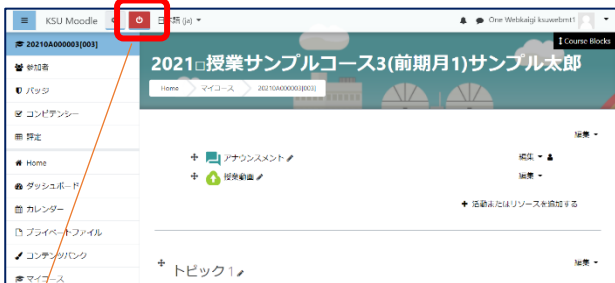 KSU Moodle
日本語 (ja)
One Webkaigi ksuwebmt1
20210A000003[003]
Course Blocks
参加者
2021□授業サンプルコース3(前期月1)サンプル太郎
バッジ
Home
マイコース
20210A000003[003]
コンピテンシー
評定
編集
Home
アナウンスメント
編集
ダッシュボード
授業動画
編集
カレンダー
活動またはリソースを追加する
プライベートファイル
コンテンツバンク
トピック 1
編集
マイコース